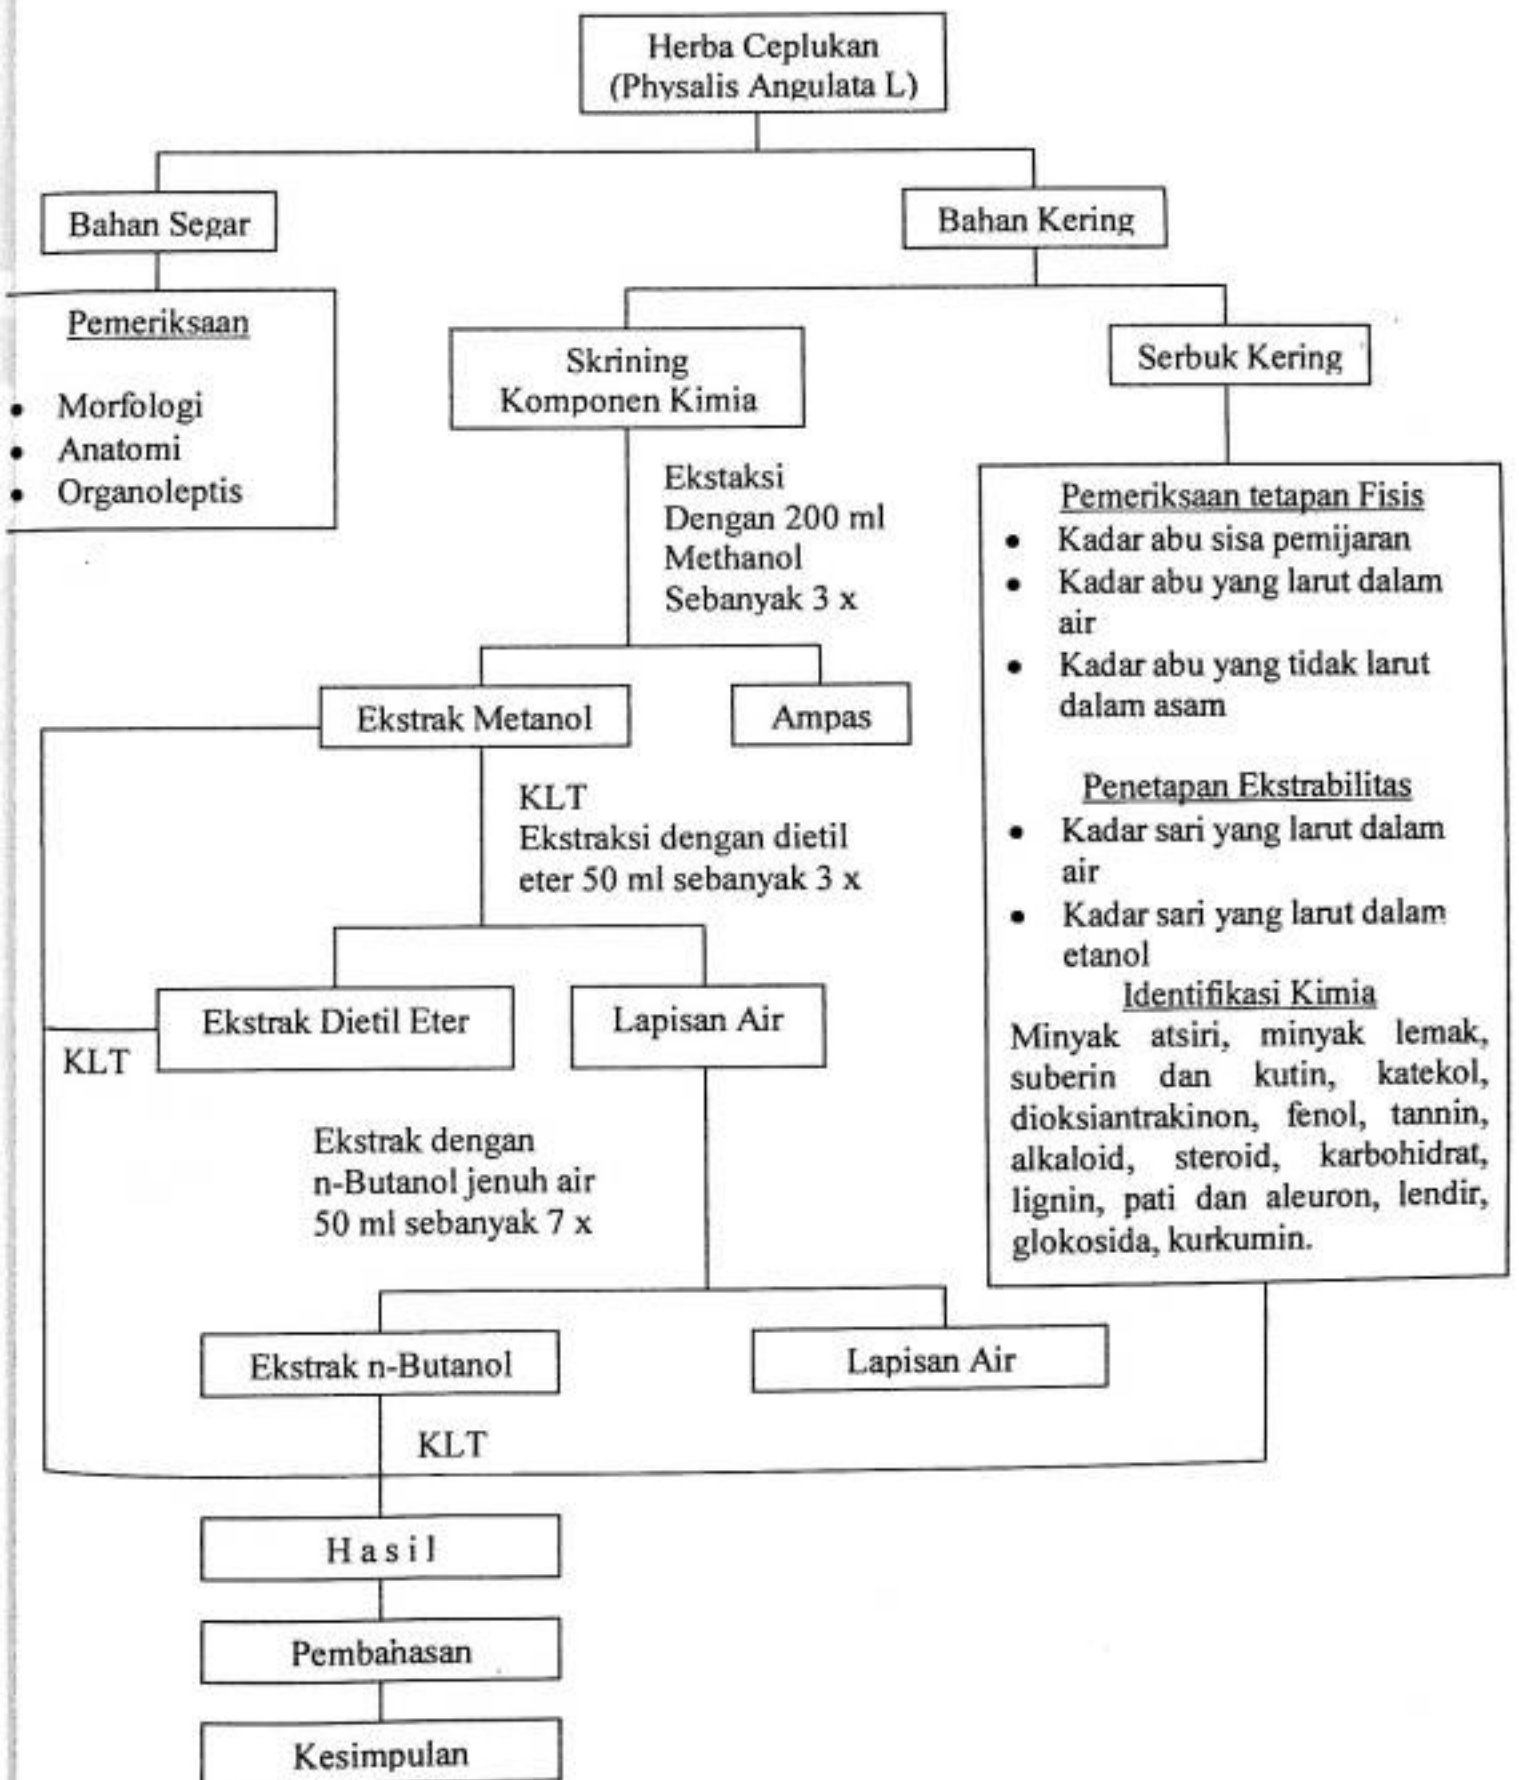 Herba Ceplukan
(Physalis Angulata L)
Bahan Segar
Bahan Kering
Pemeriksaan
• Morfologi
• Anatomi
• Organoleptis
Skrining
Komponen Kimia
Serbuk Kering
Ekstaksi
Dengan 200 ml
Methanol
Sebanyak 3 x
Pemeriksaan tetapan Fisis
• Kadar abu sisa pemijaran
• Kadar abu yang larut dalam
air
• Kadar abu yang tidak larut
dalam asam
Penetapan Ekstrabilitas
• Kadar sari yang larut dalam
air
• Kadar sari yang larut dalam
etanol
Identifikasi Kimia
Minyak atsiri, minyak lemak,
suberin dan kutin, katekol,
dioksiantrakinon, fenol, tannin,
alkaloid, steroid, karbohidrat,
lignin, pati dan aleuron, lendir,
glokosida, kurkumin.
Ekstrak Metanol
Ampas
KLT
Ekstraksi dengan dietil
eter 50 ml sebanyak 3 x
Ekstrak Dietil Eter
Lapisan Air
KLT
Ekstrak dengan
n-Butanol jenuh air
50 ml sebanyak 7 x
Ekstrak n-Butanol
Lapisan Air
KLT
H a s i l
Pembahasan
Kesimpulan